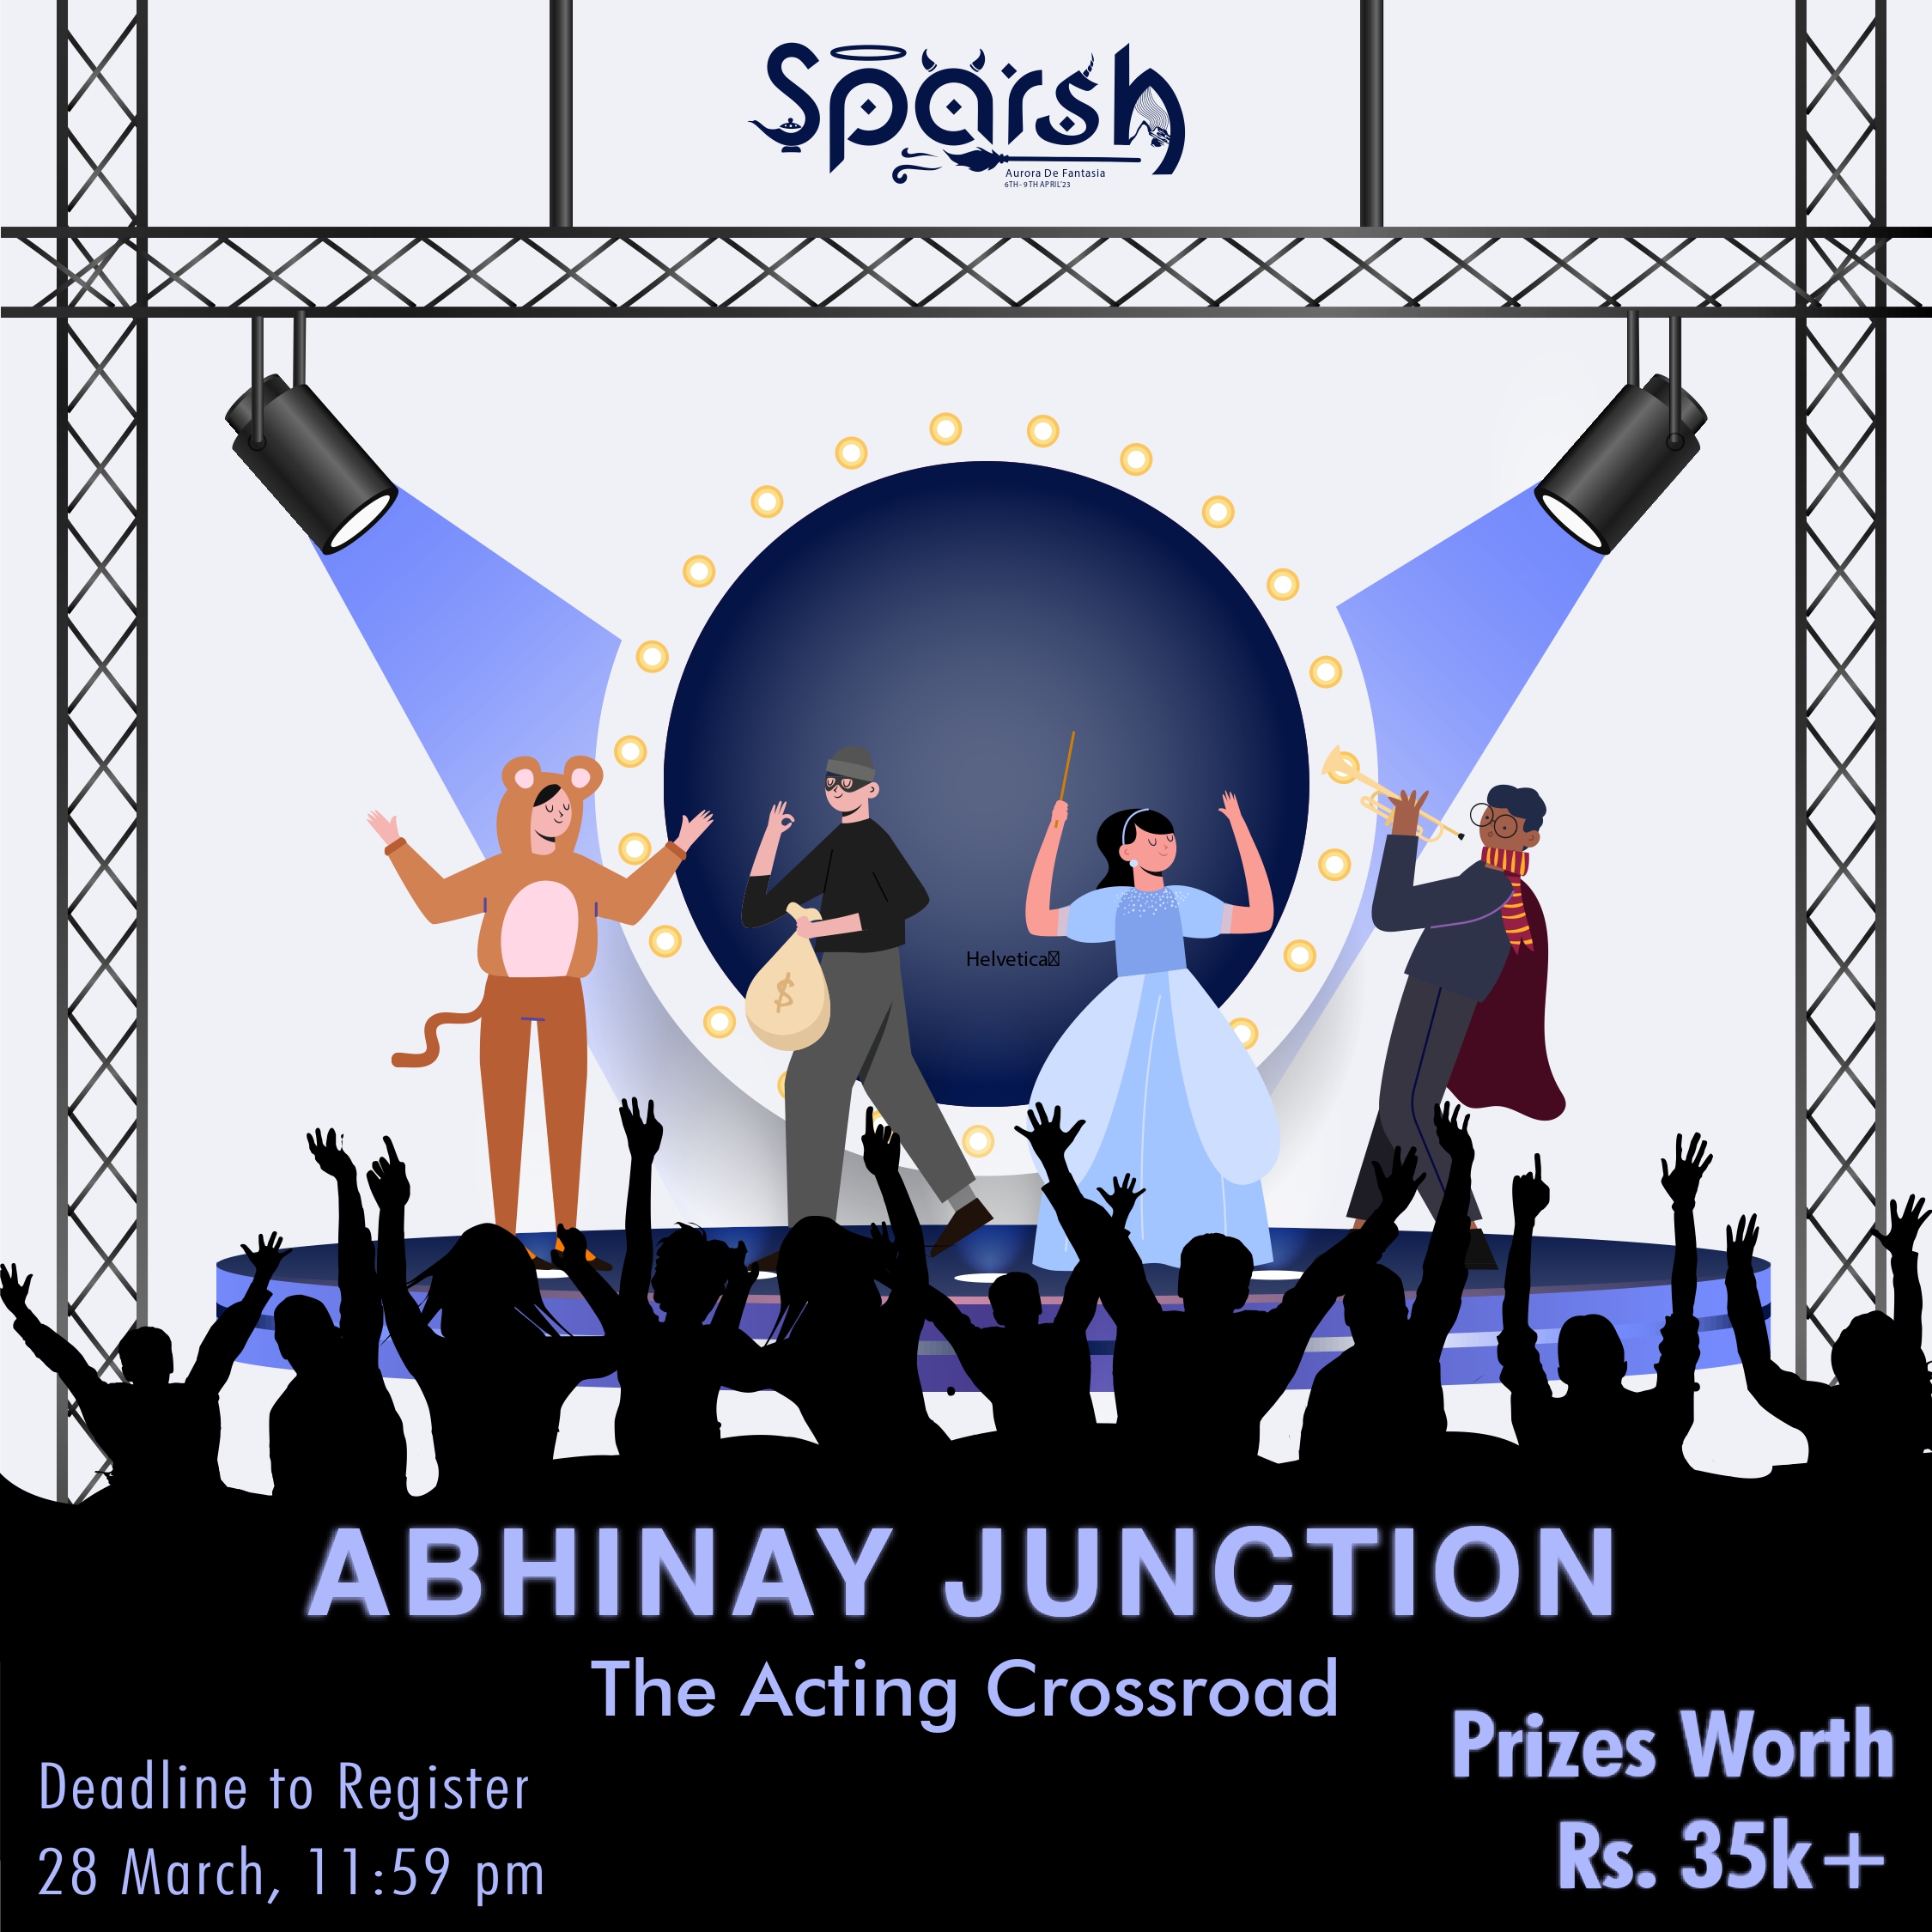 Sparsh
Aurora De Fantasia
6TH - 9TH APRIL'23
Helvetica
ABHINAY JUNCTION
The Acting Crossroad
Prizes Worth
Rs. 35k+
Deadline to Register
28 March, 11:59 pm